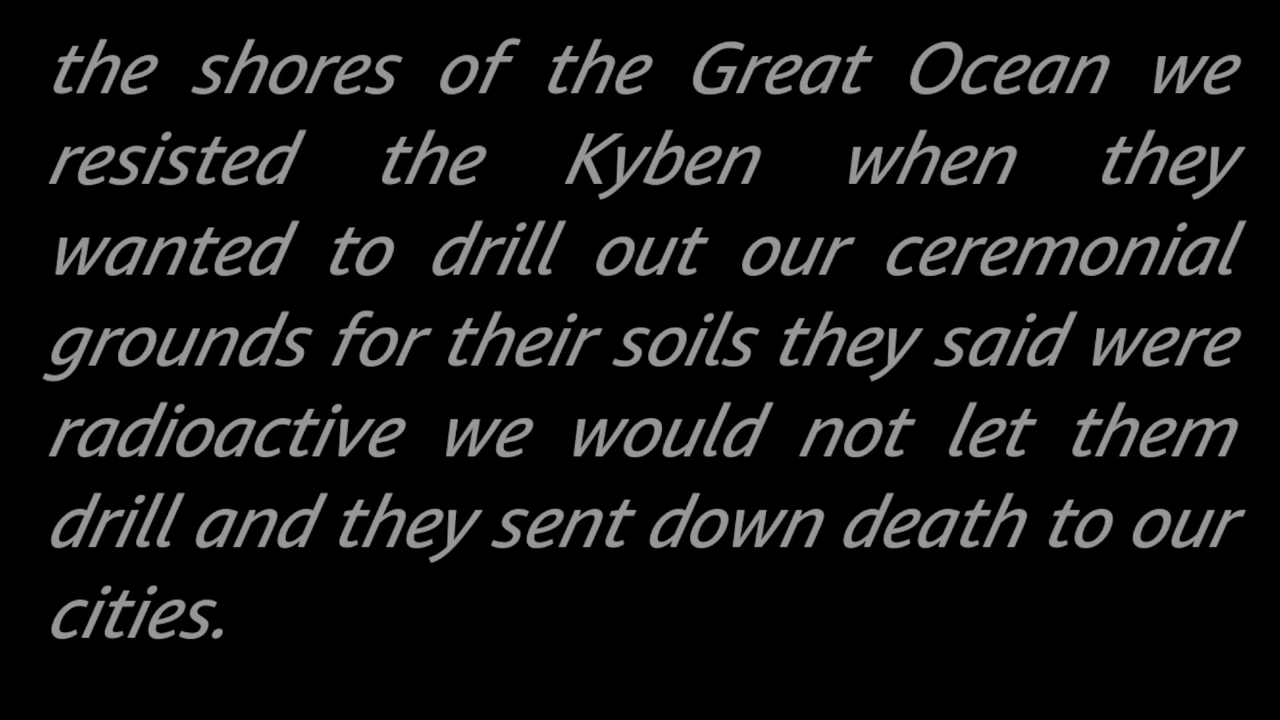 the shores of the Great Ocean we
resisted the Kyben when they
wanted to drill out our ceremonial
grounds for their soils they said were
radioactive we would not let them
drill and they sent down death to our
cities.